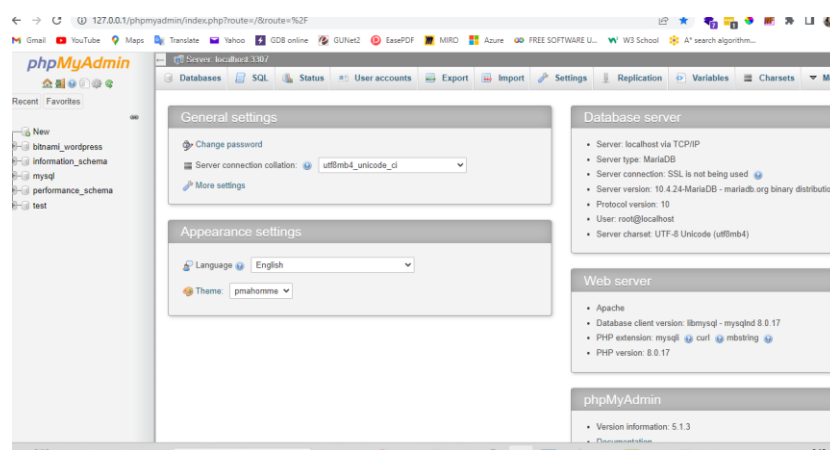 127.0.0.1/phpmyadmin/index.php?route=/&route=%2F
Gmail YouTube Maps Translate Yahoo GDB online GUNet2 EasePDF MIRO Azure FREE SOFTWARE U... W3 School A* search algorithm...
phpMyAdmin
Server: localhost:3307
Databases SQL Status User accounts Export Import Settings Replication Variables Charsets M
Recent Favorites
New
bitnami_wordpress
information_schema
mysql
performance_schema
test
General settings
Change password
Server connection collation: utf8mb4_unicode_ci
More settings
Appearance settings
Language English
Theme: pmahomme
Database server
Server: localhost via TCP/IP
Server type: MariaDB
Server connection: SSL is not being used
Server version: 10.4.24-MariaDB - mariadb.org binary distributio
Protocol version: 10
User: root@localhost
Server charset: UTF-8 Unicode (utf8mb4)
Web server
Apache
Database client version: libmysql - mysqlnd 8.0.17
PHP extension: mysqli curl mbstring
PHP version: 8.0.17
phpMyAdmin
Version information: 5.1.3
Documentation